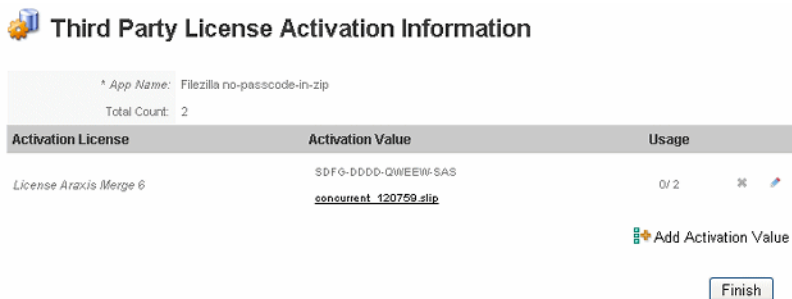 Third Party License Activation Information
* App Name: Filezilla no-passcode-in-zip
Total Count: 2
Activation License Activation Value Usage
SDFG-DDDD-QWEEW-SAS
License Araxis Merge 6 0/ 2
concurrent_120759.slip
Add Activation Value
Finish